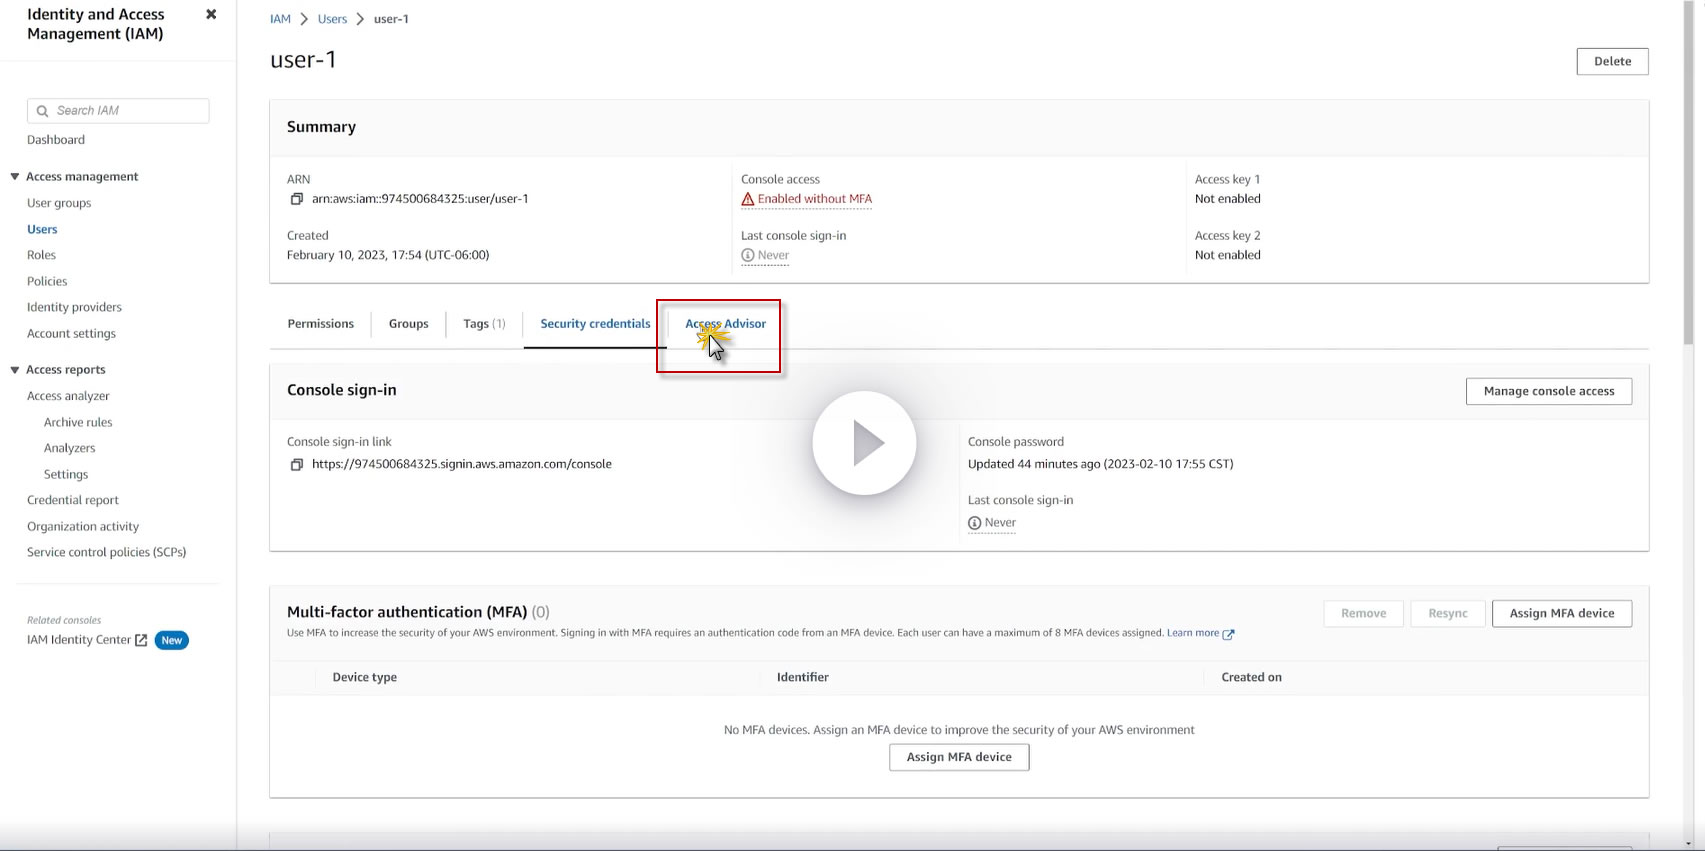 Identity and Access
Management (IAM)
Search IAM
Dashboard
Access management
User groups
Users
Roles
Policies
Identity providers
Account settings
Access reports
Access analyzer
Archive rules
Analyzers
Settings
Credential report
Organization activity
Service control policies (SCPs)
Related consoles
IAM Identity Center New
IAM > Users > user-1
user-1
Delete
Summary
ARN
arn:aws:iam::974500684325:user/user-1
Created
February 10, 2023, 17:54 (UTC-06:00)
Console access
Enabled without MFA
Last console sign-in
Never
Access key 1
Not enabled
Access key 2
Not enabled
Permissions Groups Tags (1) Security credentials Access Advisor
Console sign-in
Manage console access
Console sign-in link
https://974500684325.signin.aws.amazon.com/console
Console password
Updated 44 minutes ago (2023-02-10 17:55 CST)
Last console sign-in
Never
Multi-factor authentication (MFA) (0)
Use MFA to increase the security of your AWS environment. Signing in with MFA requires an authentication code from an MFA device. Each user can have a maximum of 8 MFA devices assigned. Learn more
Remove Resync Assign MFA device
Device type Identifier Created on
No MFA devices. Assign an MFA device to improve the security of your AWS environment
Assign MFA device